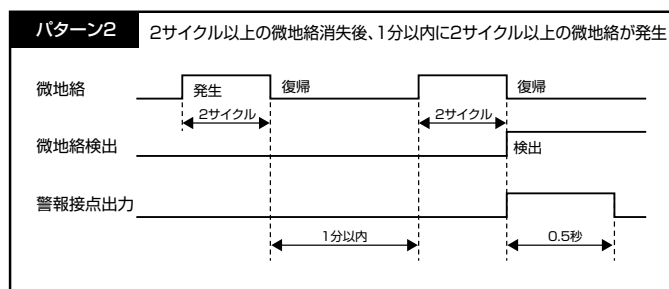 パターン2 2サイクル以上の微地絡消失後、1分以内に2サイクル以上の微地絡が発生
微地絡 発生 復帰 復帰
2サイクル 2サイクル
微地絡検出 検出
警報接点出力
1分以内 0.5秒